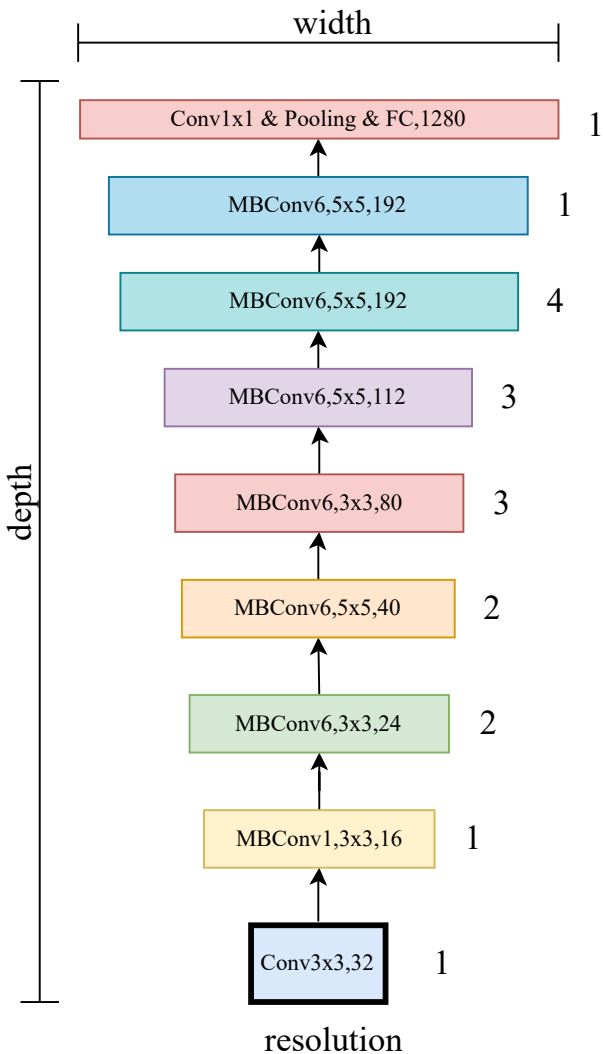 width
Conv1x1 & Pooling & FC,1280
1
MBConv6,5x5,192
1
MBConv6,5x5,192
4
MBConv6,5x5,112
3
depth
MBConv6,3x3,80
3
MBConv6,5x5,40
2
MBConv6,3x3,24
2
MBConv1,3x3,16
1
Conv3x3,32
1
resolution